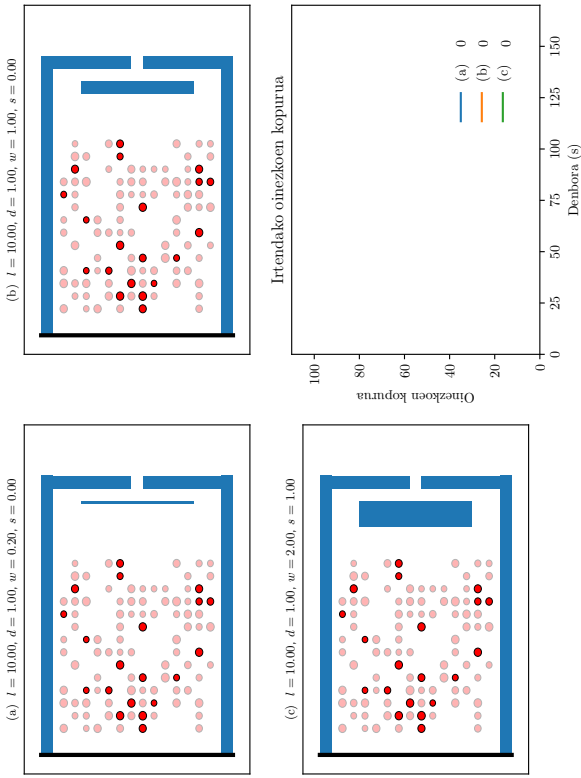 (a) l = 10.00, d = 1.00, w = 0.20, s = 0.00
(b) l = 10.00, d = 1.00, w = 1.00, s = 0.00
(c) l = 10.00, d = 1.00, w = 2.00, s = 1.00
Irtendako oinezkoen kopurua
Oinezkoen kopurua
100
80
60
40
20
0
(a) 0
(b) 0
(c) 0
0 25 50 75 100 125 150
Denbora (s)